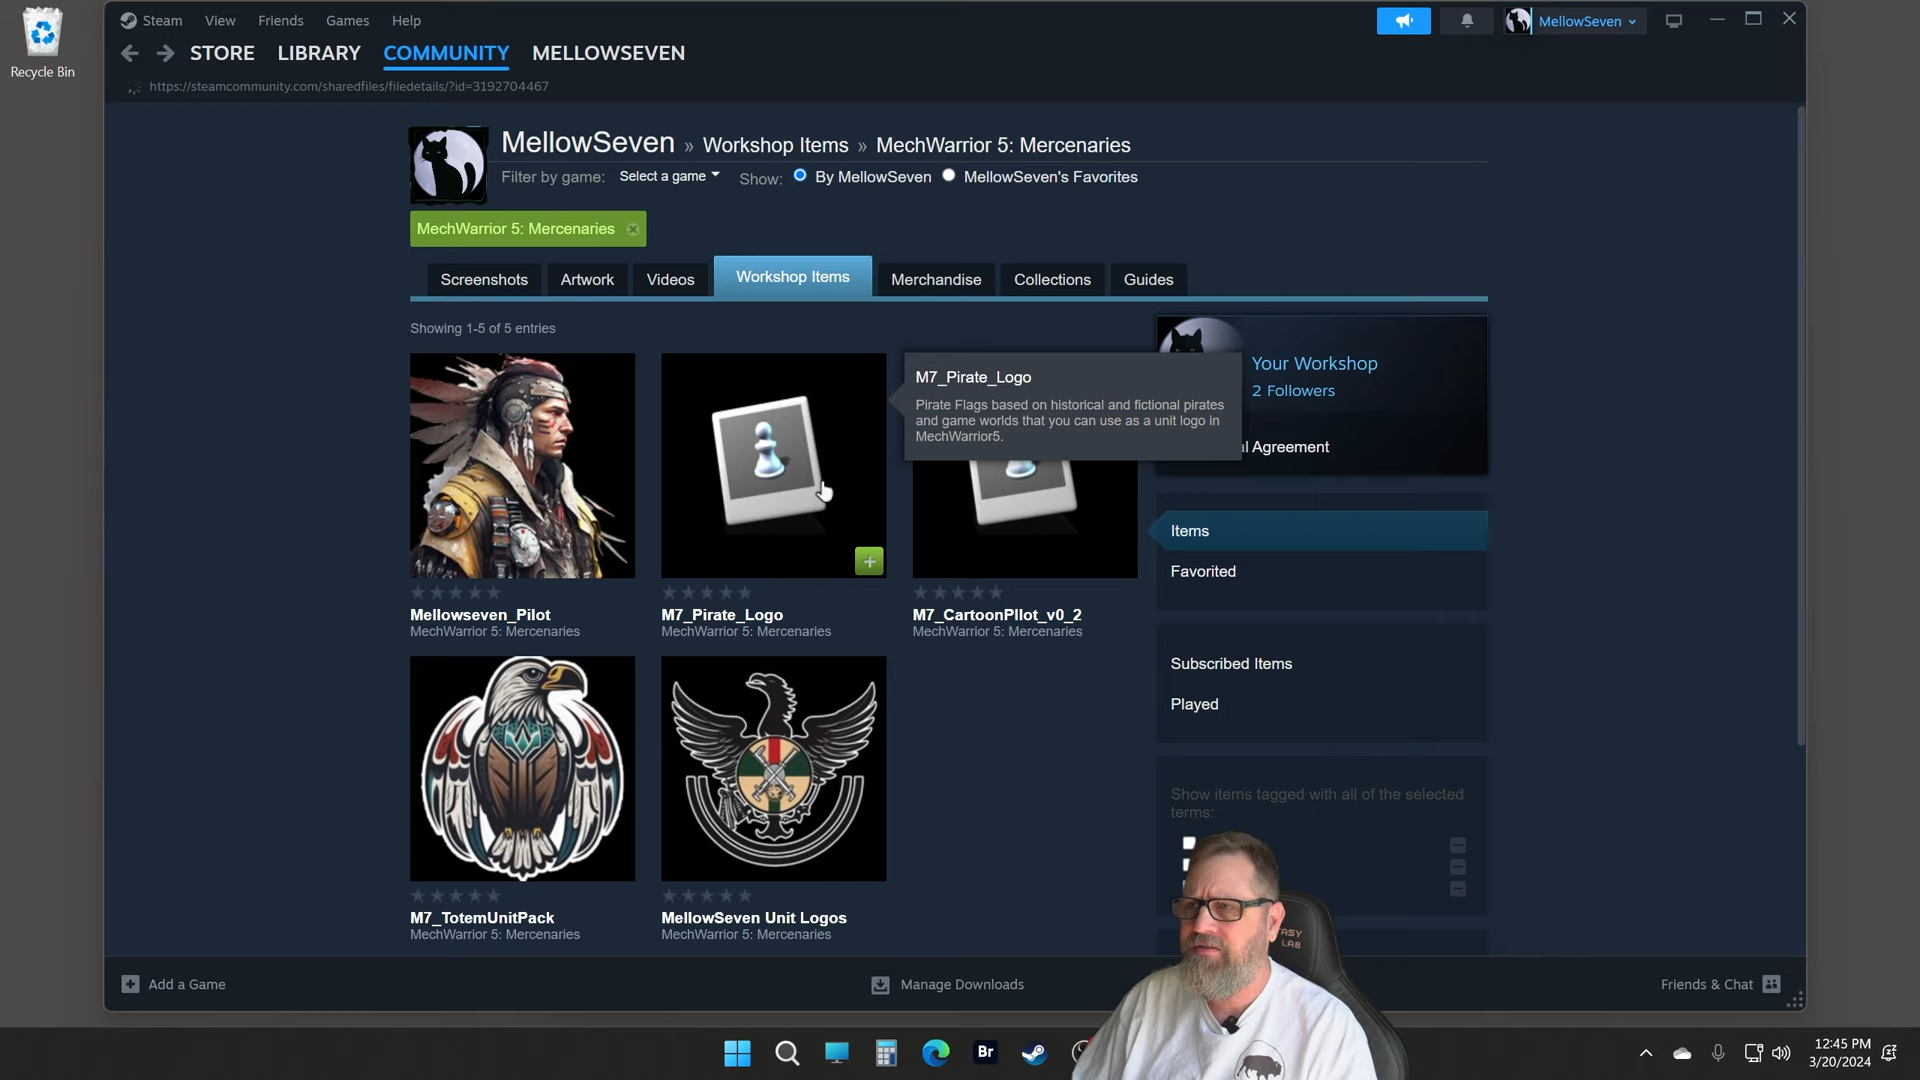 Recycle Bin
Steam View Friends Games Help
MellowSeven
STORE LIBRARY COMMUNITY MELLOWSEVEN
https://steamcommunity.com/sharedfiles/filedetails/?id=3192704467
MellowSeven » Workshop Items » MechWarrior 5: Mercenaries
Filter by game: Select a game Show: By MellowSeven MellowSeven's Favorites
MechWarrior 5: Mercenaries
Screenshots Artwork Videos Workshop Items Merchandise Collections Guides
Showing 1-5 of 5 entries
M7_Pirate_Logo
Pirate Flags based on historical and fictional pirates
and game worlds that you can use as a unit logo in
MechWarrior5.
Your Workshop
2 Followers
Agreement
Items
Favorited
Mellowseven_Pilot
MechWarrior 5: Mercenaries
M7_Pirate_Logo
MechWarrior 5: Mercenaries
M7_CartoonPIlot_v0_2
MechWarrior 5: Mercenaries
Subscribed Items
Played
Show items tagged with all of the selected
terms:
M7_TotemUnitPack
MechWarrior 5: Mercenaries
MellowSeven Unit Logos
MechWarrior 5: Mercenaries
LAB
Add a Game
Manage Downloads
Friends & Chat
Br
12:45 PM
3/20/2024